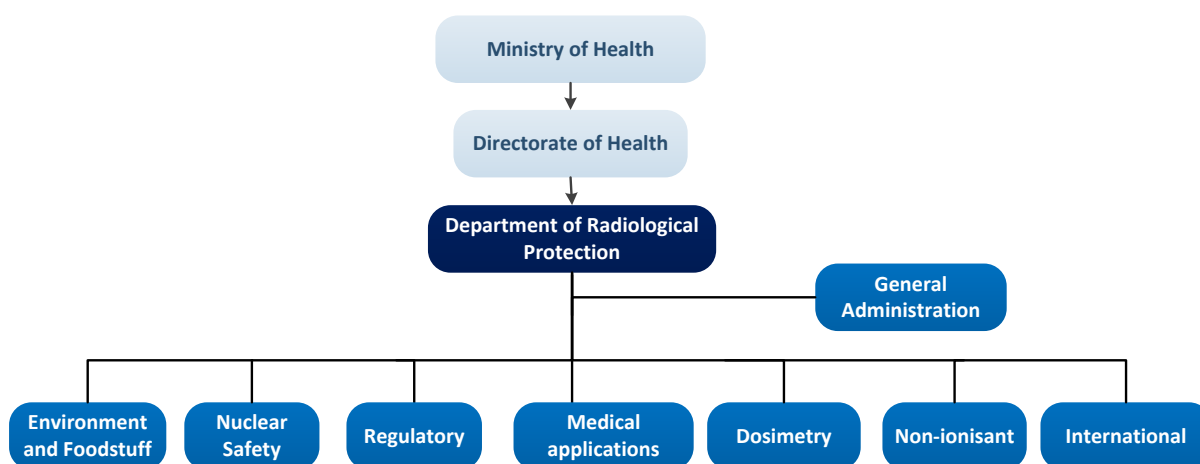 Ministry of Health
Directorate of Health
Department of Radiological
Protection
General
Administration
Environment
and Foodstuff
Nuclear
Safety
Regulatory
Medical
applications
Dosimetry
Non-ionisant
International